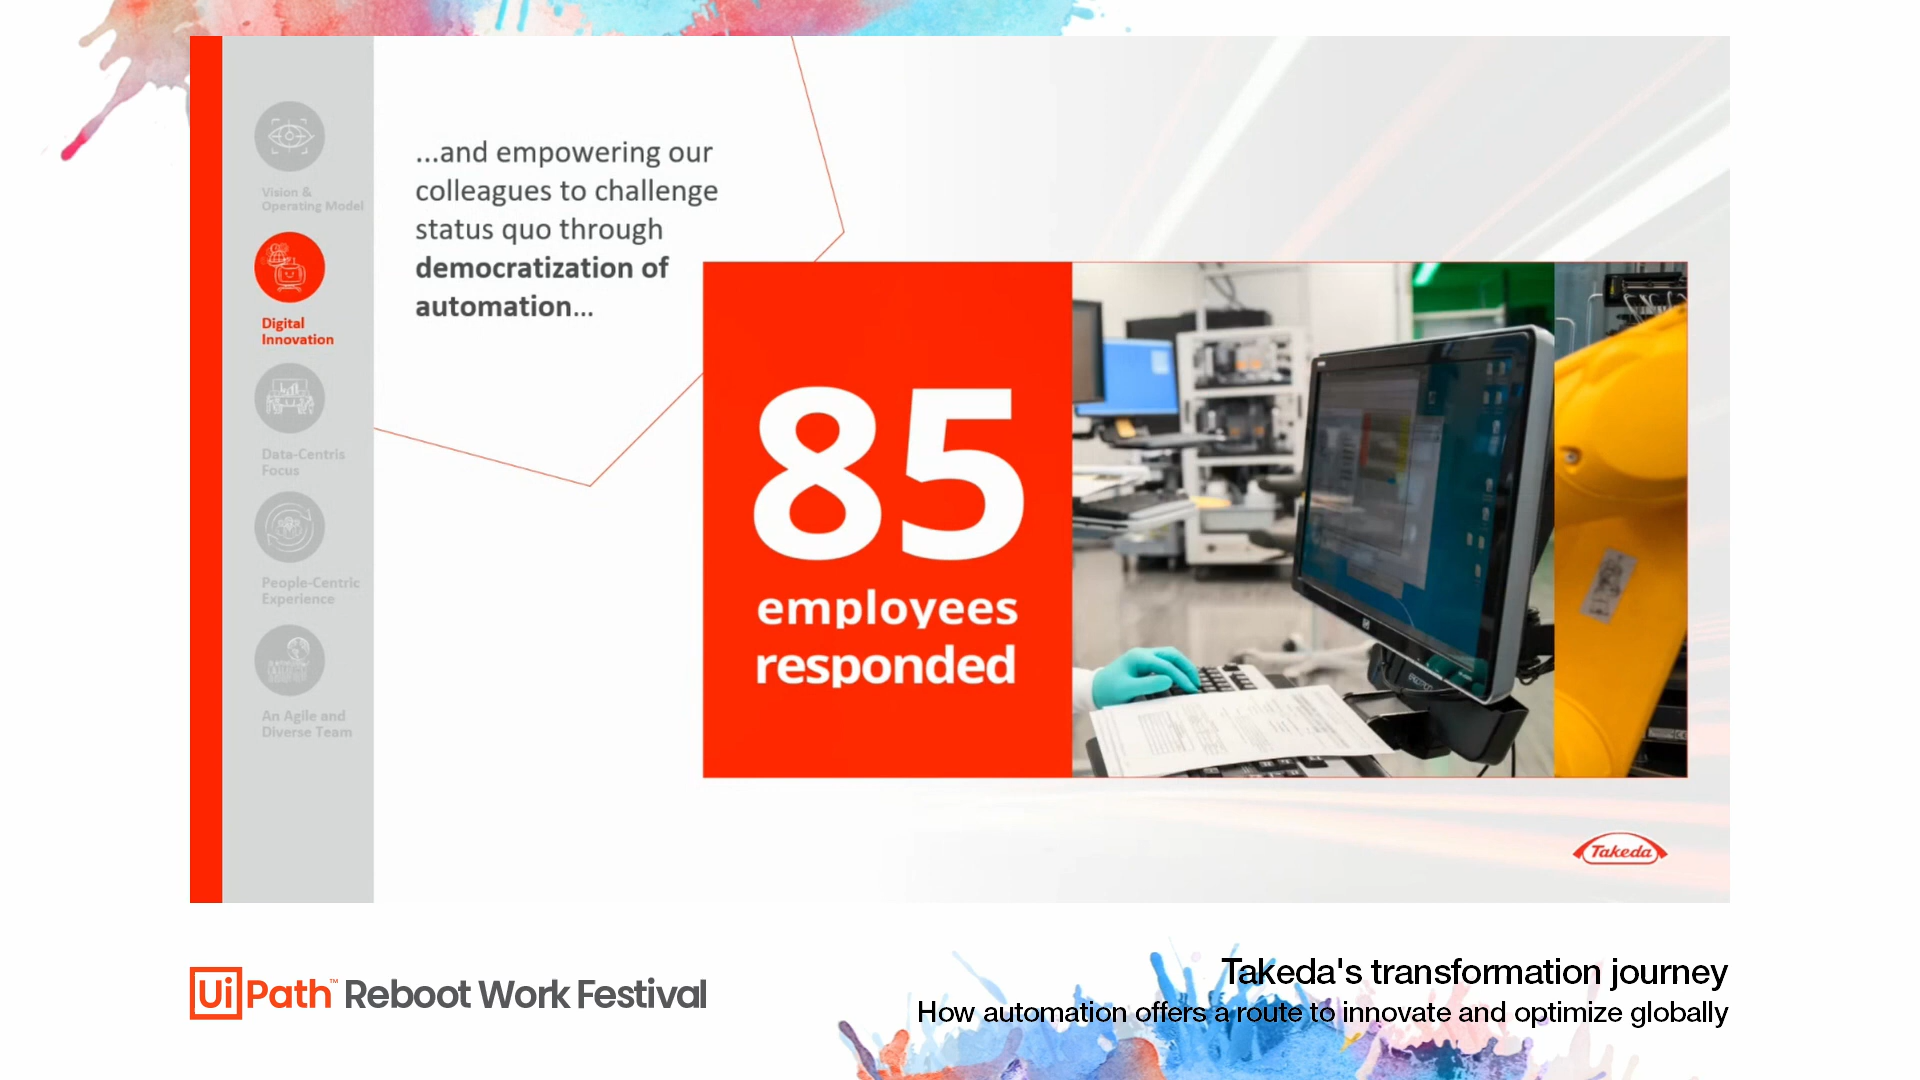 Vision &
Operating Model
Digital
Innovation
Data-Centris
Focus
People-Centric
Experience
An Agile and
Diverse Team
...and empowering our
colleagues to challenge
status quo through
democratization of
automation...
85
employees
responded
Takeda
UiPath™ Reboot Work Festival
Takeda's transformation journey
How automation offers a route to innovate and optimize globally